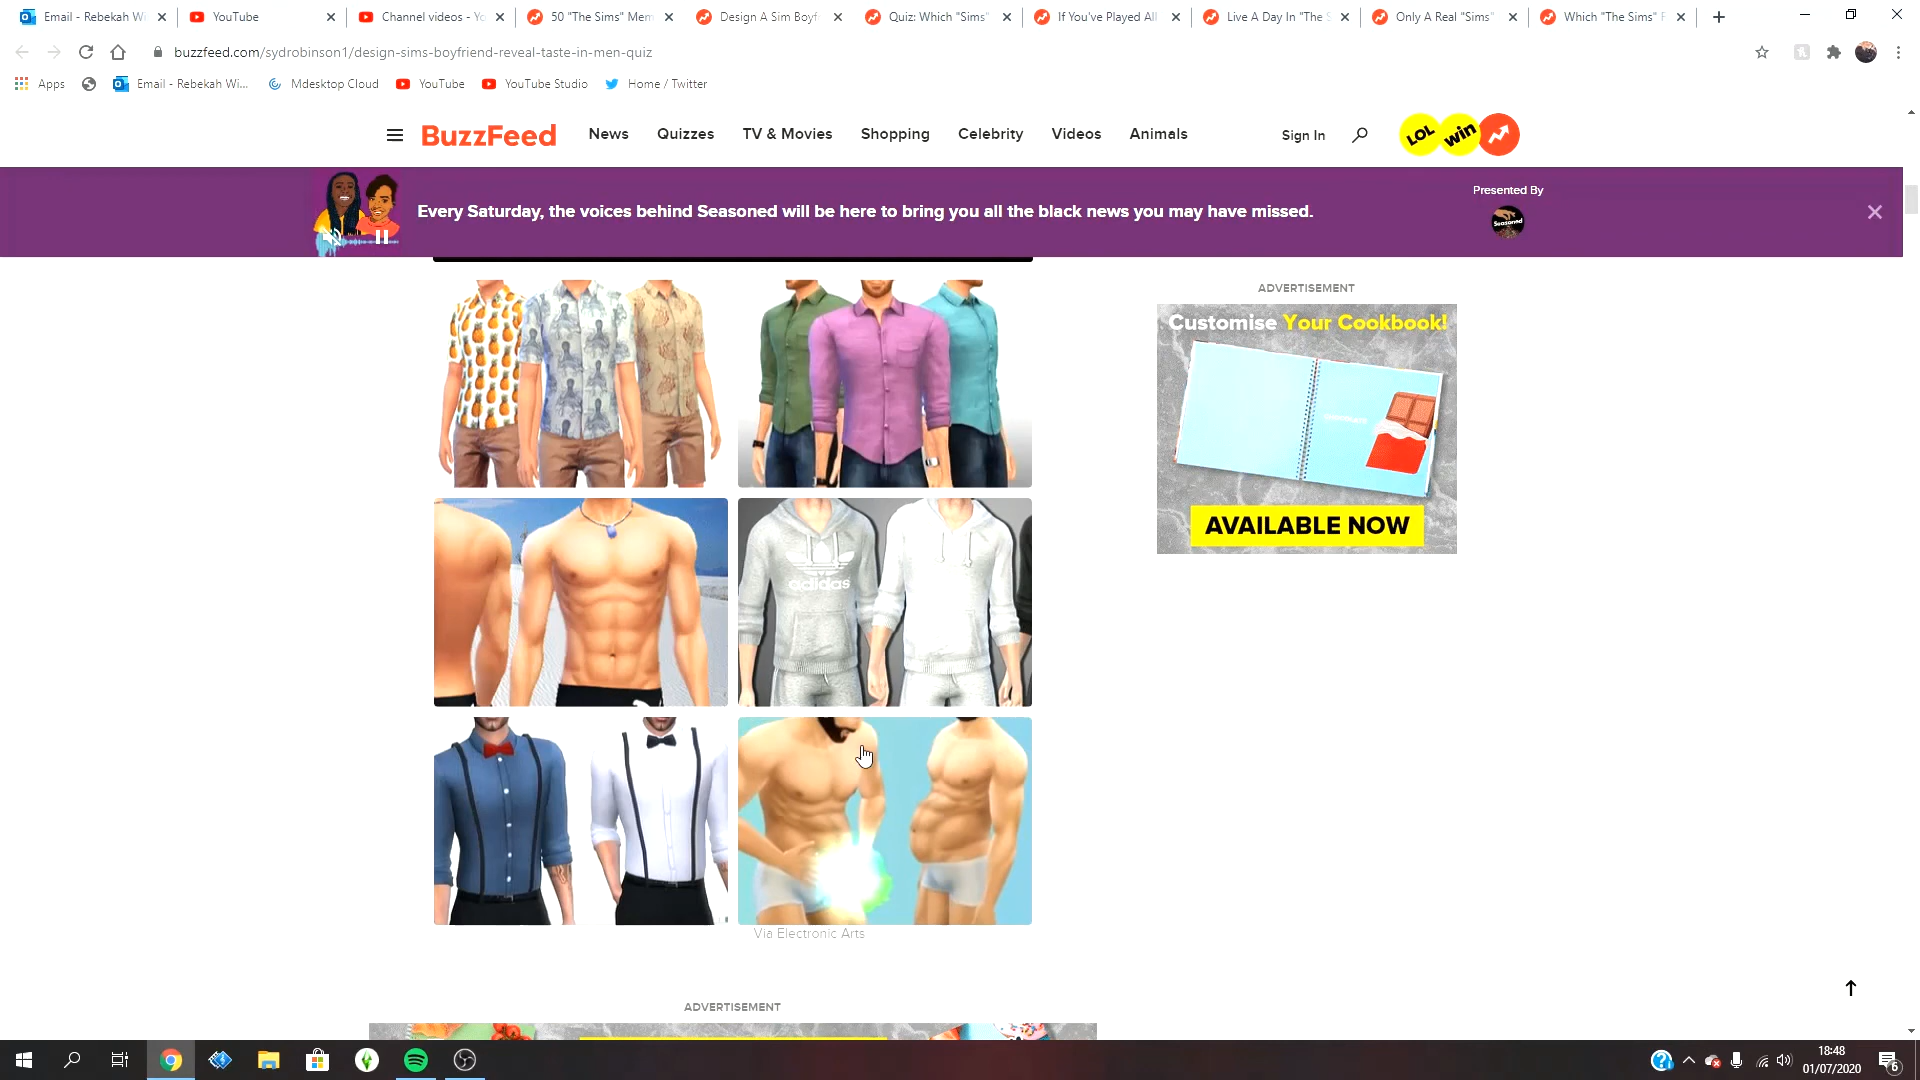 Email - Rebekah Wi
YouTube
Channel videos - Yo
50 "The Sims" Mem
Design A Sim Boyf
Quiz: Which "Sims"
If You've Played All
Live A Day In "The S
Only A Real "Sims"
Which "The Sims" F
buzzfeed.com/sydrobinson1/design-sims-boyfriend-reveal-taste-in-men-quiz
Apps
Email - Rebekah Wi...
Mdesktop Cloud
YouTube
YouTube Studio
Home / Twitter
BuzzFeed
News
Quizzes
TV & Movies
Shopping
Celebrity
Videos
Animals
Sign In
LOL
win
Every Saturday, the voices behind Seasoned will be here to bring you all the black news you may have missed.
Presented By
Seasoned
ADVERTISEMENT
Customise Your Cookbook!
AVAILABLE NOW
adidas
Via Electronic Arts
ADVERTISEMENT
18:48
01/07/2020
6